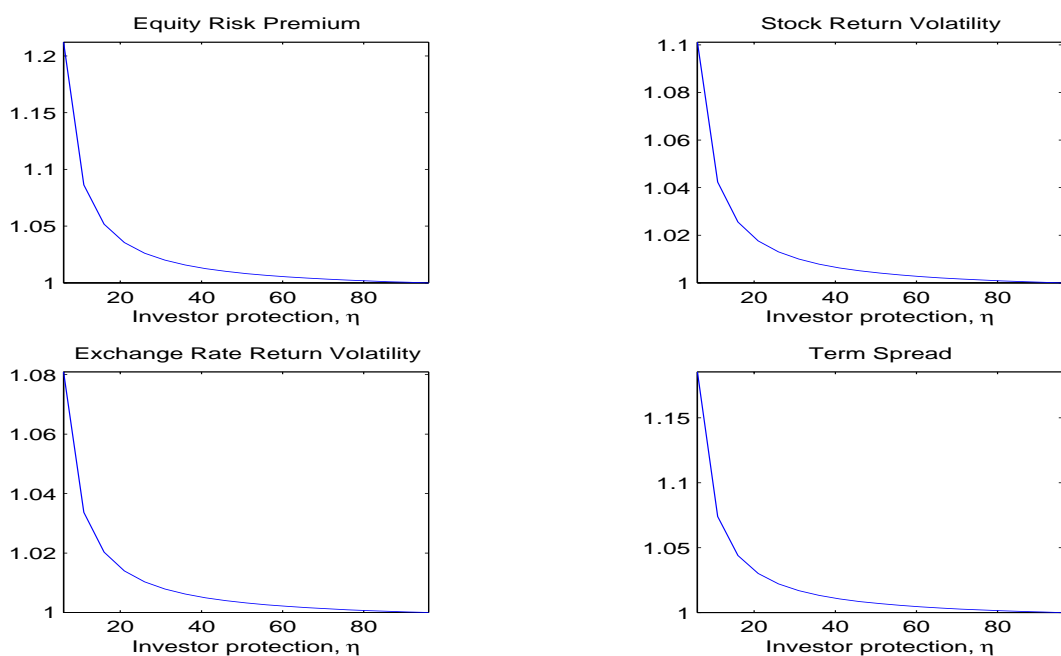 Equity Risk Premium
1.2
1.15
1.1
1.05
1
20 40 60 80
Investor protection, η
Stock Return Volatility
1.1
1.08
1.06
1.04
1.02
1
20 40 60 80
Investor protection, η
Exchange Rate Return Volatility
1.08
1.06
1.04
1.02
1
20 40 60 80
Investor protection, η
Term Spread
1.15
1.1
1.05
1
20 40 60 80
Investor protection, η